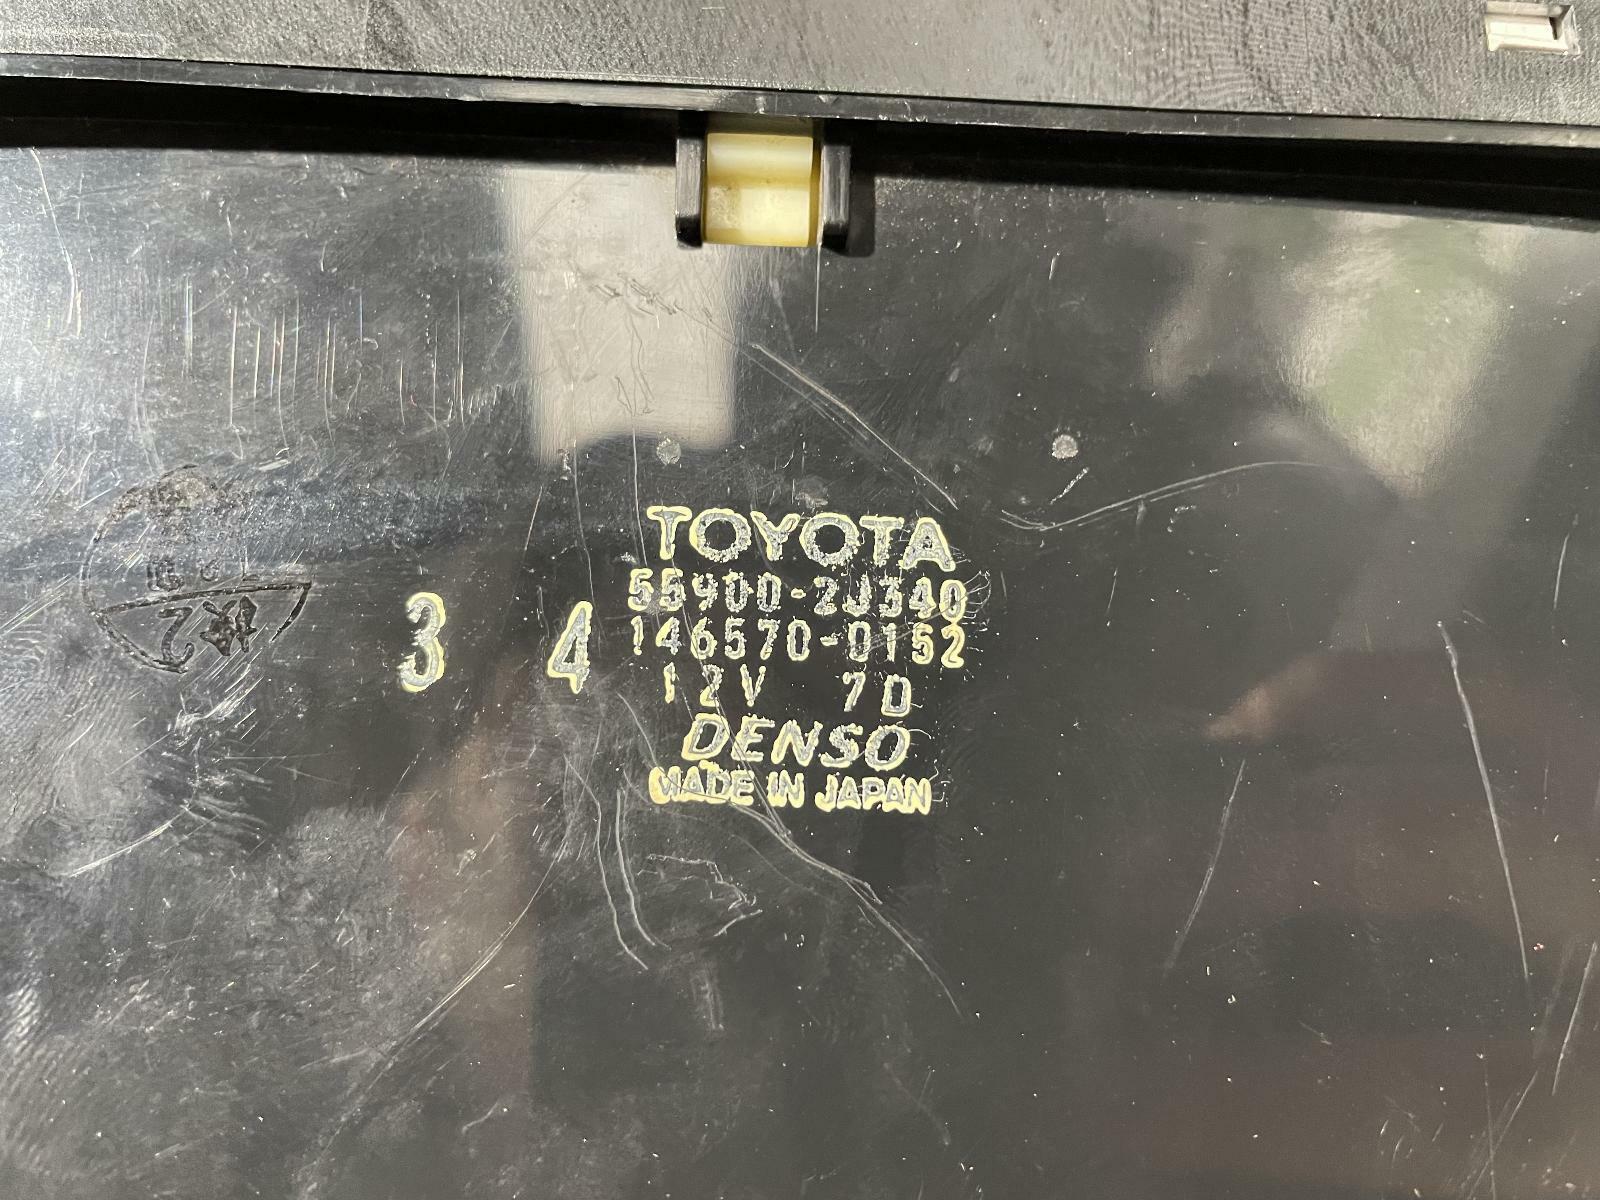 TOYOTA
55900-2J340
146570-0152
3 4
12V 7D
DENSO
MADE IN JAPAN